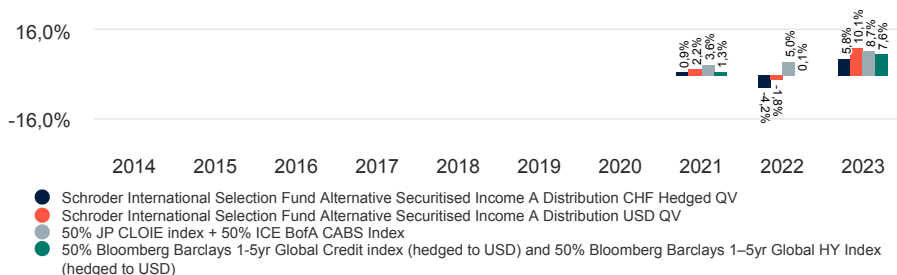 16,0%
0,9%
2,2%
3,6%
1,3%
-4,2%
-1,8%
5,0%
0,1%
5,8%
10,1%
8,7%
7,6%
-16,0%
2014 2015 2016 2017 2018 2019 2020 2021 2022 2023
Schroder International Selection Fund Alternative Securitised Income A Distribution CHF Hedged QV
Schroder International Selection Fund Alternative Securitised Income A Distribution USD QV
50% JP CLOIE index + 50% ICE BofA CABS Index
50% Bloomberg Barclays 1-5yr Global Credit index (hedged to USD) and 50% Bloomberg Barclays 1–5yr Global HY Index
(hedged to USD)